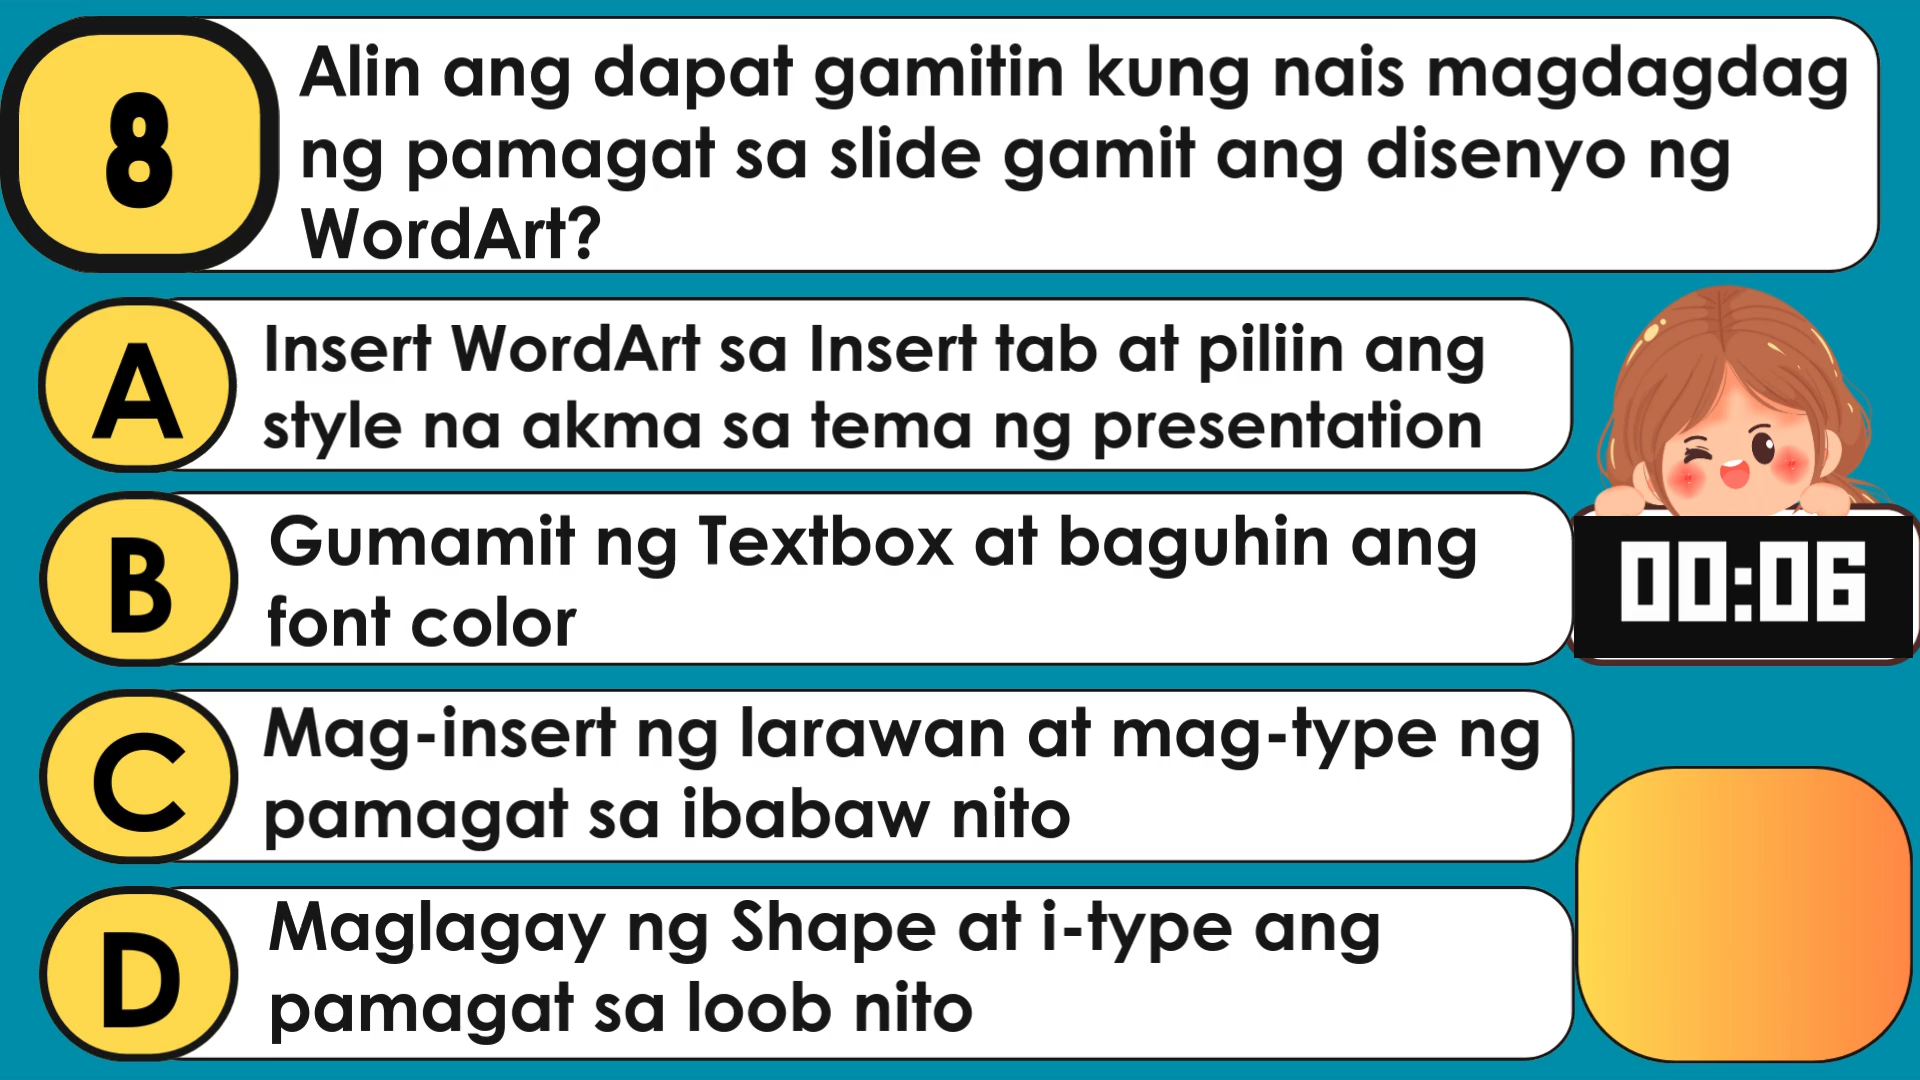 8
Alin ang dapat gamitin kung nais magdagdag
ng pamagat sa slide gamit ang disenyo ng
WordArt?
A
Insert WordArt sa Insert tab at piliin ang
style na akma sa tema ng presentation
B
Gumamit ng Textbox at baguhin ang
font color
00:06
C
Mag-insert ng larawan at mag-type ng
pamagat sa ibabaw nito
D
Maglagay ng Shape at i-type ang
pamagat sa loob nito